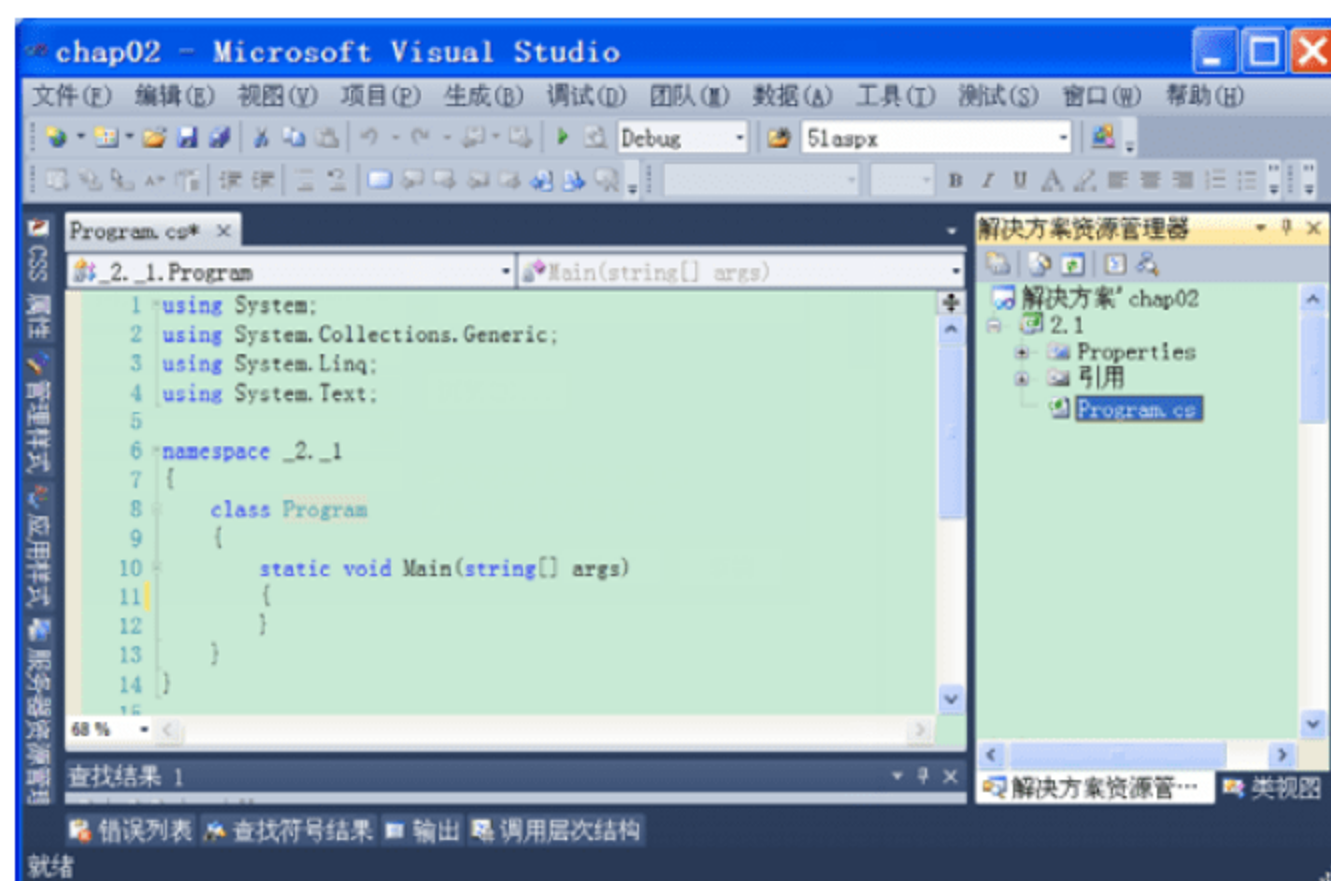 chap02 - Microsoft Visual Studio
文件(F) 编辑(E) 视图(V) 项目(P) 生成(B) 调试(D) 团队(M) 数据(A) 工具(T) 测试(S) 窗口(W) 帮助(H)
Debug 51aspx
B I U A
Program.cs* ×
_2._1.Program Main(string[] args)
1 using System;
2 using System.Collections.Generic;
3 using System.Linq;
4 using System.Text;
5
6 namespace _2._1
7 {
8 class Program
9 {
10 static void Main(string[] args)
11 {
12 }
13 }
14 }
15
68 %
查找结果 1
错误列表 查找符号结果 输出 调用层次结构
就绪
CSS 属性 管理样式 应用样式 服务器资源管理
解决方案资源管理器
解决方案'chap02
2.1
Properties
引用
Program.cs
解决方案资源管… 类视图